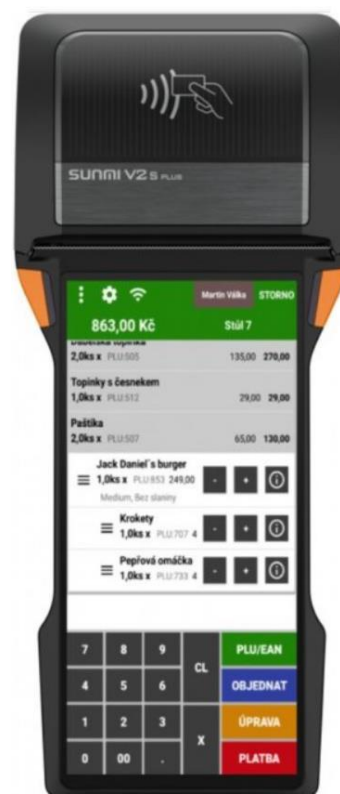 SUNMI V2 S PLUS
Martin Válka STORNO
863,00 Kč Stůl 7
topinka
2,0ks x PLU:505 135,00 270,00
Topinky s česnekem
1,0ks x PLU:512 29,00 29,00
Paštika
2,0ks x PLU:507 65,00 130,00
Jack Daniel´s burger
1,0ks x PLU:853 249,00 - + i
Medium, Bez slaniny
Krokety
1,0ks x PLU:707 4 - + i
Pepřová omáčka
1,0ks x PLU:733 4 - + i
7 8 9 CL PLU/EAN
4 5 6 OBJEDNAT
1 2 3 X ÚPRAVA
0 00 . PLATBA